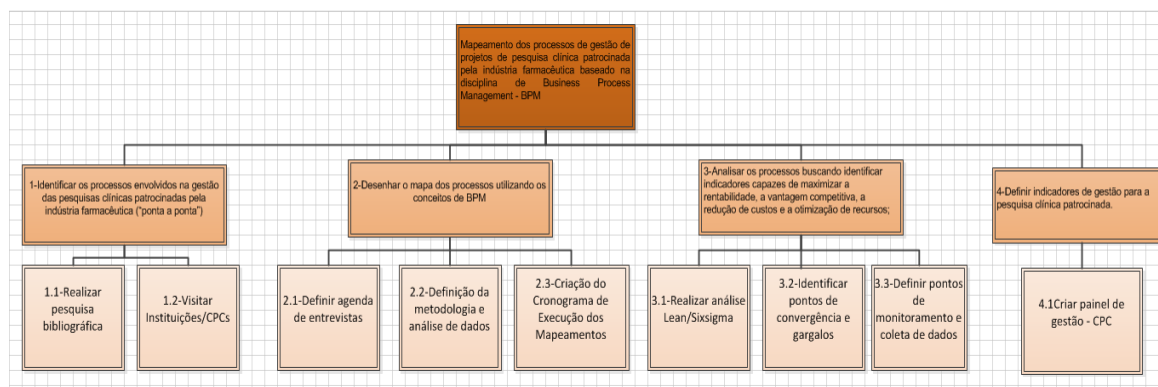 Mapeamento dos processos de gestão de
projetos de pesquisa clínica patrocinada
pela indústria farmacêutica baseado na
disciplina de Business Process
Management - BPM
1-Identificar os processos envolvidos na gestão
das pesquisas clínicas patrocinadas pela
indústria farmacêutica ("ponta a ponta")
2-Desenhar o mapa dos processos utilizando os
conceitos de BPM
3-Analisar os processos buscando identificar
indicadores capazes de maximizar a
rentabilidade, a vantagem competitiva, a
redução de custos e a otimização de recursos;
4-Definir indicadores de gestão para a
pesquisa clínica patrocinada.
1.1-Realizar
pesquisa
bibliográfica
1.2-Visitar
Instituições/CPCs
2.1-Definir agenda
de entrevistas
2.2-Definição da
metodologia e
análise de dados
2.3-Criação do
Cronograma de
Execução dos
Mapeamentos
3.1-Realizar análise
Lean/Sixsigma
3.2-Identificar
pontos de
convergência e
gargalos
3.3-Definir pontos
de
monitoramento e
coleta de dados
4.1Criar painel de
gestão - CPC